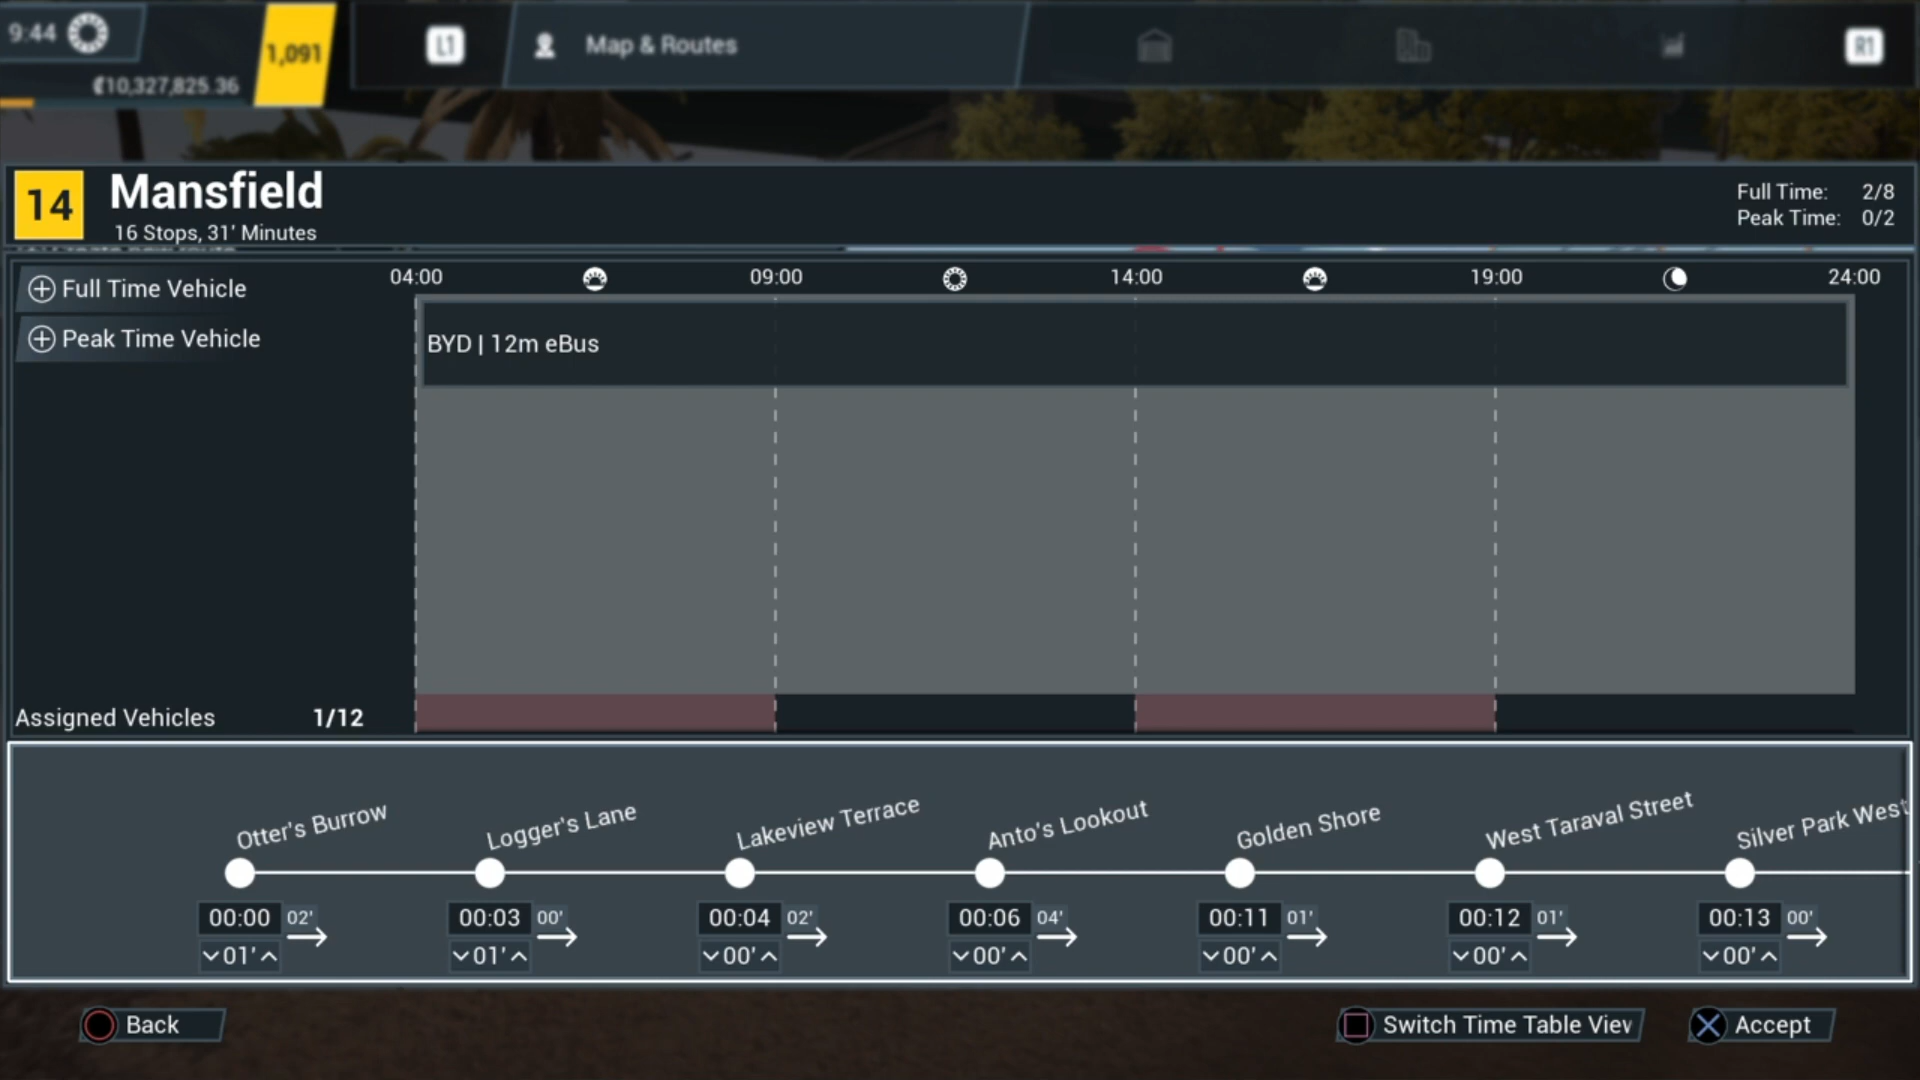 9:44
1,091
₡10,327,825.36
L1
Map & Routes
R1
14
Mansfield
16 Stops, 31' Minutes
Full Time: 2/8
Peak Time: 0/2
Full Time Vehicle
Peak Time Vehicle
04:00
09:00
14:00
19:00
24:00
BYD | 12m eBus
Assigned Vehicles 1/12
Otter's Burrow
Logger's Lane
Lakeview Terrace
Anto's Lookout
Golden Shore
West Taraval Street
Silver Park West
00:00 02'
00:03 00'
00:04 02'
00:06 04'
00:11 01'
00:12 01'
00:13 00'
01'
01'
00'
00'
00'
00'
00'
Back
Switch Time Table View
Accept